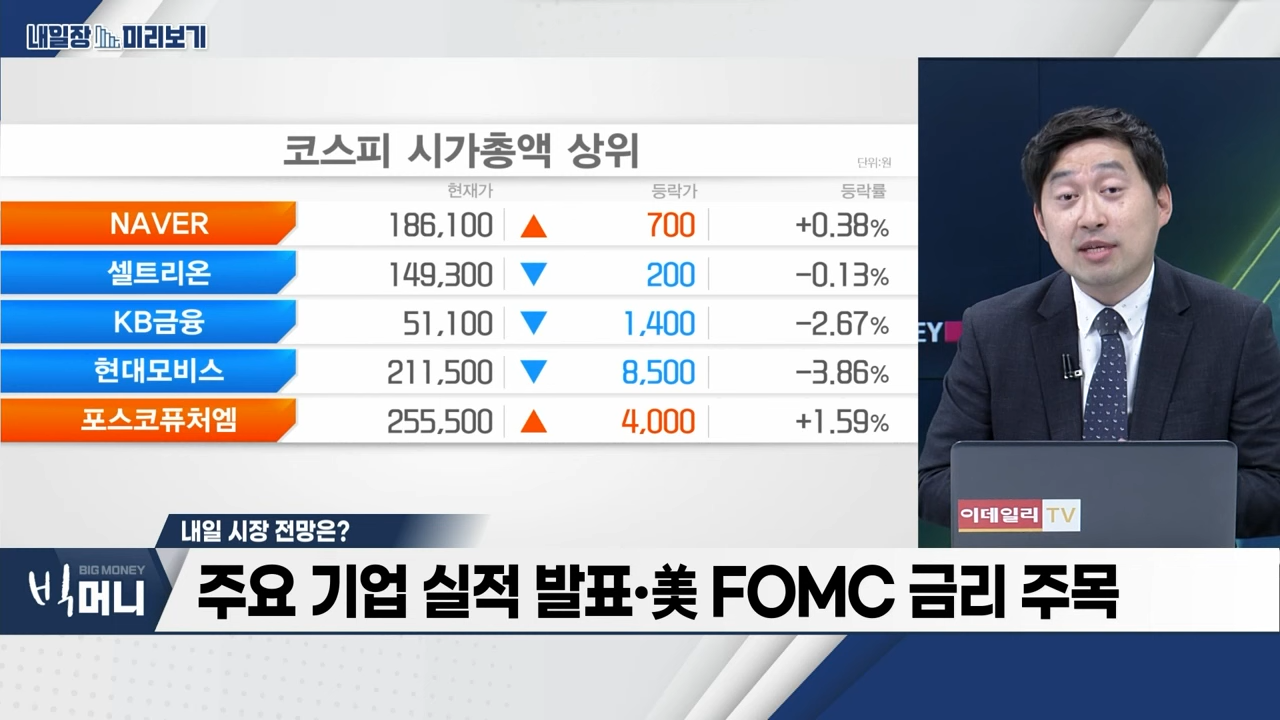 내일장 미리보기
코스피 시가총액 상위
단위:원
현재가 등락가 등락률
NAVER 186,100 ▲ 700 +0.38%
셀트리온 149,300 ▼ 200 -0.13%
KB금융 51,100 ▼ 1,400 -2.67%
현대모비스 211,500 ▼ 8,500 -3.86%
포스코퓨처엠 255,500 ▲ 4,000 +1.59%
EY
이데일리 TV
내일 시장 전망은?
BIG MONEY
빅머니
주요 기업 실적 발표·美 FOMC 금리 주목